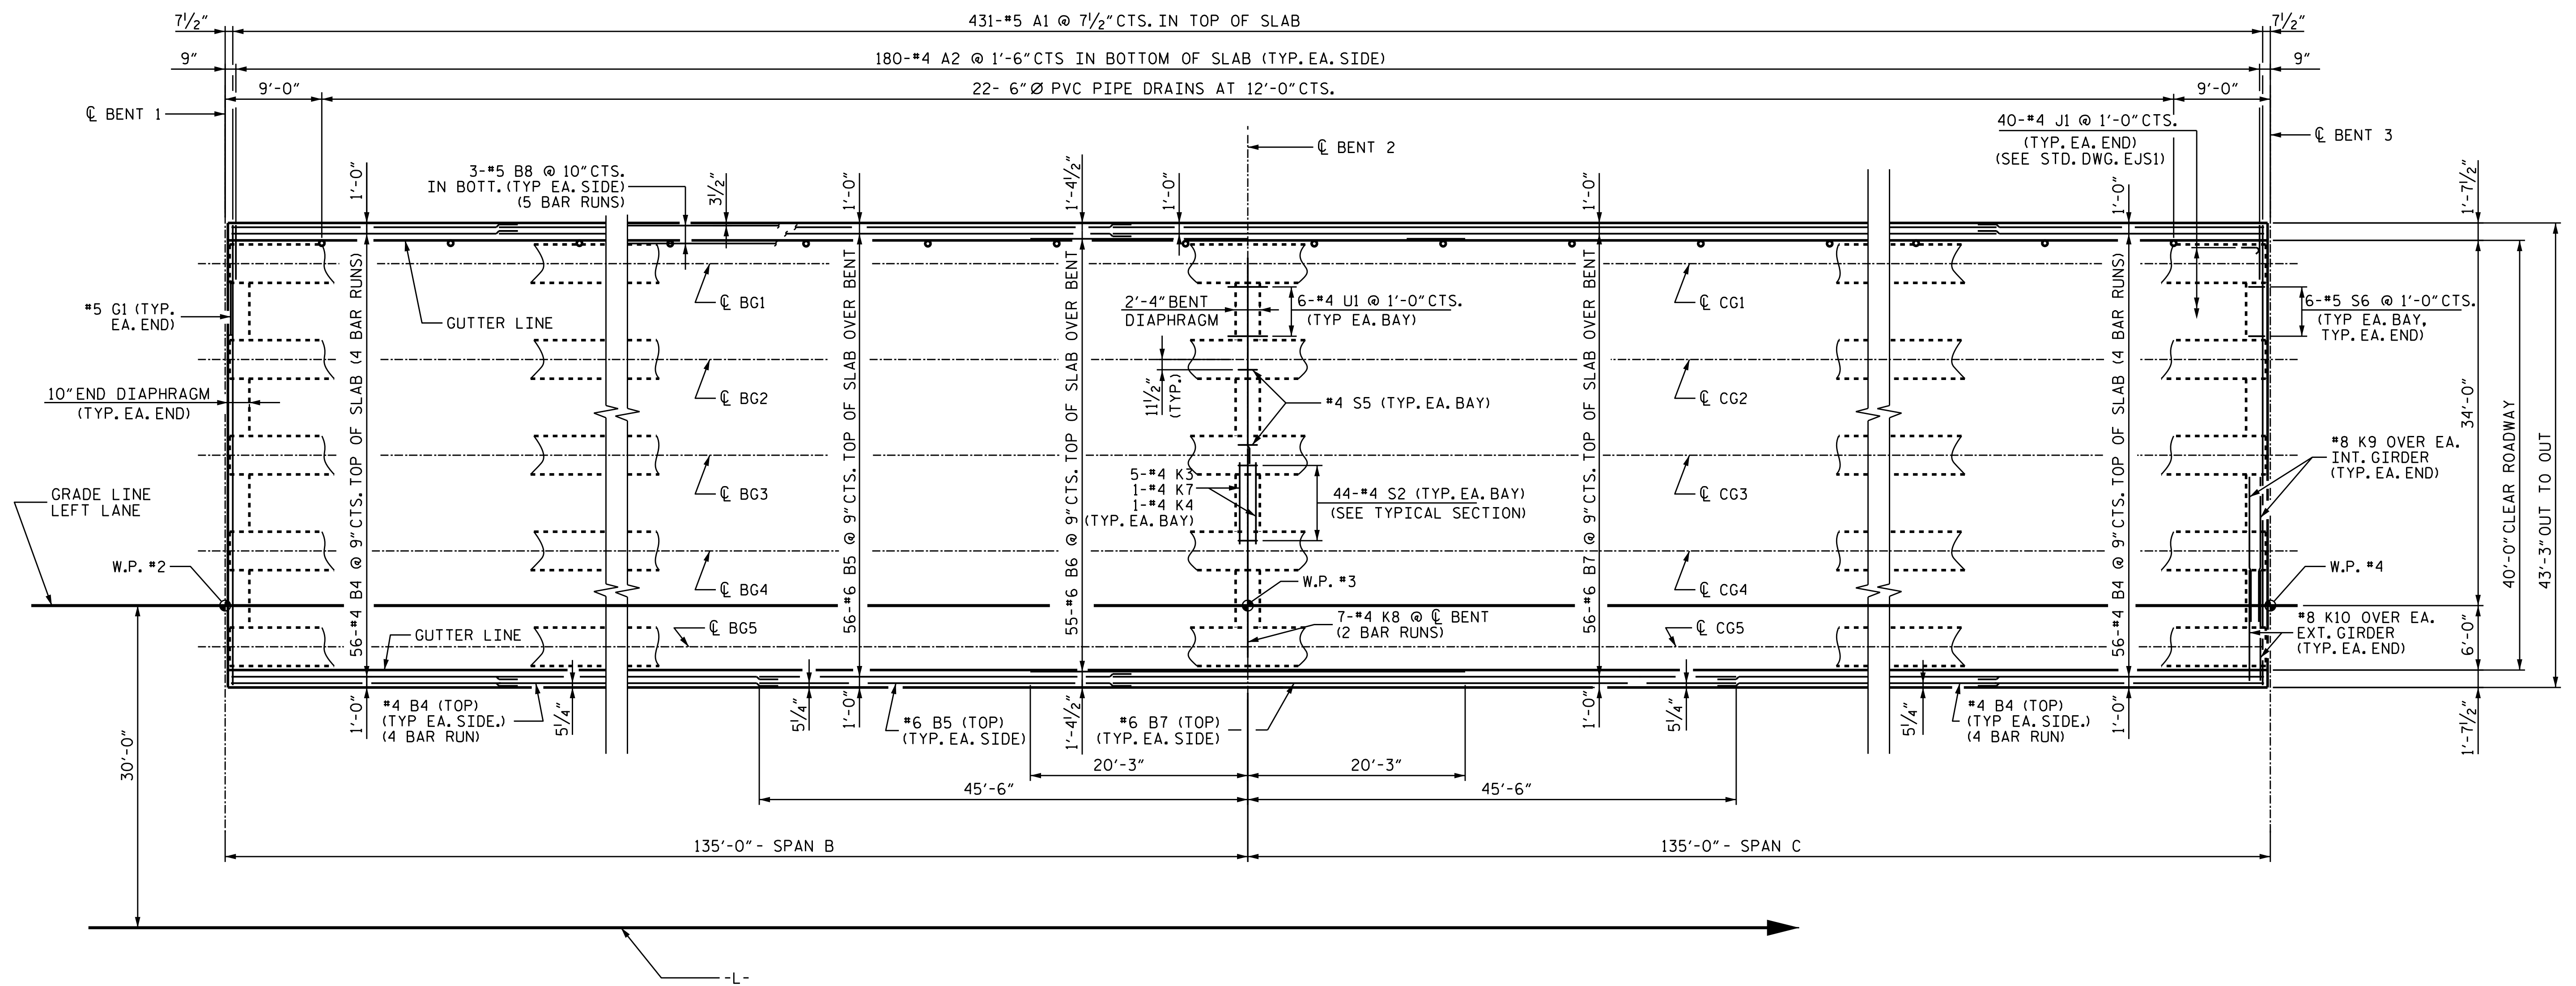 7½" 431-#5 A1 @ 7½" CTS. IN TOP OF SLAB 7½"
9" 180-#4 A2 @ 1'-6" CTS IN BOTTOM OF SLAB (TYP. EA. SIDE) 9"
9'-0" 22- 6"Ø PVC PIPE DRAINS AT 12'-0" CTS. 9'-0"
℄ BENT 1
℄ BENT 2
℄ BENT 3
40-#4 J1 @ 1'-0" CTS.
(TYP. EA. END)
(SEE STD. DWG. EJS1)
3-#5 B8 @ 10" CTS.
IN BOTT. (TYP EA. SIDE)
(5 BAR RUNS)
1'-0"
3½"
1'-0"
1'-4½"
1'-0"
1'-0"
1'-0"
1'-7½"
56-#4 B4 @ 9" CTS. TOP OF SLAB (4 BAR RUNS)
56-#6 B5 @ 9" CTS. TOP OF SLAB OVER BENT
55-#6 B6 @ 9" CTS. TOP OF SLAB OVER BENT
56-#6 B7 @ 9" CTS. TOP OF SLAB OVER BENT
56-#4 B4 @ 9" CTS. TOP OF SLAB (4 BAR RUNS)
#5 G1 (TYP.
EA. END)
GUTTER LINE
℄ BG1
2'-4" BENT
DIAPHRAGM
6-#4 U1 @ 1'-0" CTS.
(TYP EA. BAY)
℄ CG1
6-#5 S6 @ 1'-0" CTS.
(TYP EA. BAY,
TYP. EA. END)
10" END DIAPHRAGM
(TYP. EA. END)
℄ BG2
11½"
(TYP.)
#4 S5 (TYP. EA. BAY)
℄ CG2
34'-0"
40'-0" CLEAR ROADWAY
43'-3" OUT TO OUT
#8 K9 OVER EA.
INT. GIRDER
(TYP. EA. END)
GRADE LINE
LEFT LANE
℄ BG3
5-#4 K3
1-#4 K7
1-#4 K4
(TYP. EA. BAY)
44-#4 S2 (TYP. EA. BAY)
(SEE TYPICAL SECTION)
℄ CG3
W.P. #2
℄ BG4
W.P. #3
℄ CG4
W.P. #4
GUTTER LINE
℄ BG5
7-#4 K8 @ ℄ BENT
(2 BAR RUNS)
℄ CG5
#8 K10 OVER EA.
EXT. GIRDER
(TYP. EA. END)
6'-0"
1'-7½"
1'-0"
#4 B4 (TOP)
(TYP EA. SIDE.)
(4 BAR RUN)
5¼"
5¼"
1'-0"
#6 B5 (TOP)
(TYP. EA. SIDE)
1'-4½"
#6 B7 (TOP)
(TYP. EA. SIDE)
1'-0"
5¼"
5¼"
#4 B4 (TOP)
(TYP EA. SIDE.)
(4 BAR RUN)
1'-0"
30'-0"
20'-3" 20'-3"
45'-6" 45'-6"
135'-0" - SPAN B 135'-0" - SPAN C
-L-